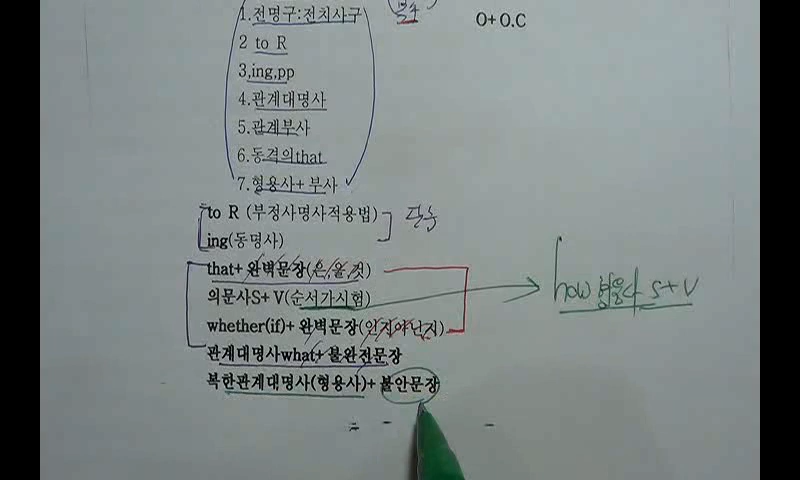 1.전명구:전치사구
O+ O.C
2 to R
3,ing,pp
4.관계대명사
5.관계부사
6.동격의that
7.형용사+ 부사
to R (부정사명사적용법)
ing(동명사)
단수
that+ 완벽문장(은,을,것)
의문사S+ V(순서가시험)
how 형용사 S+V
whether(if)+ 완벽문장(인지아닌지)
관계대명사what+ 불완전문장
복한관계대명사(형용사)+ 불안문장